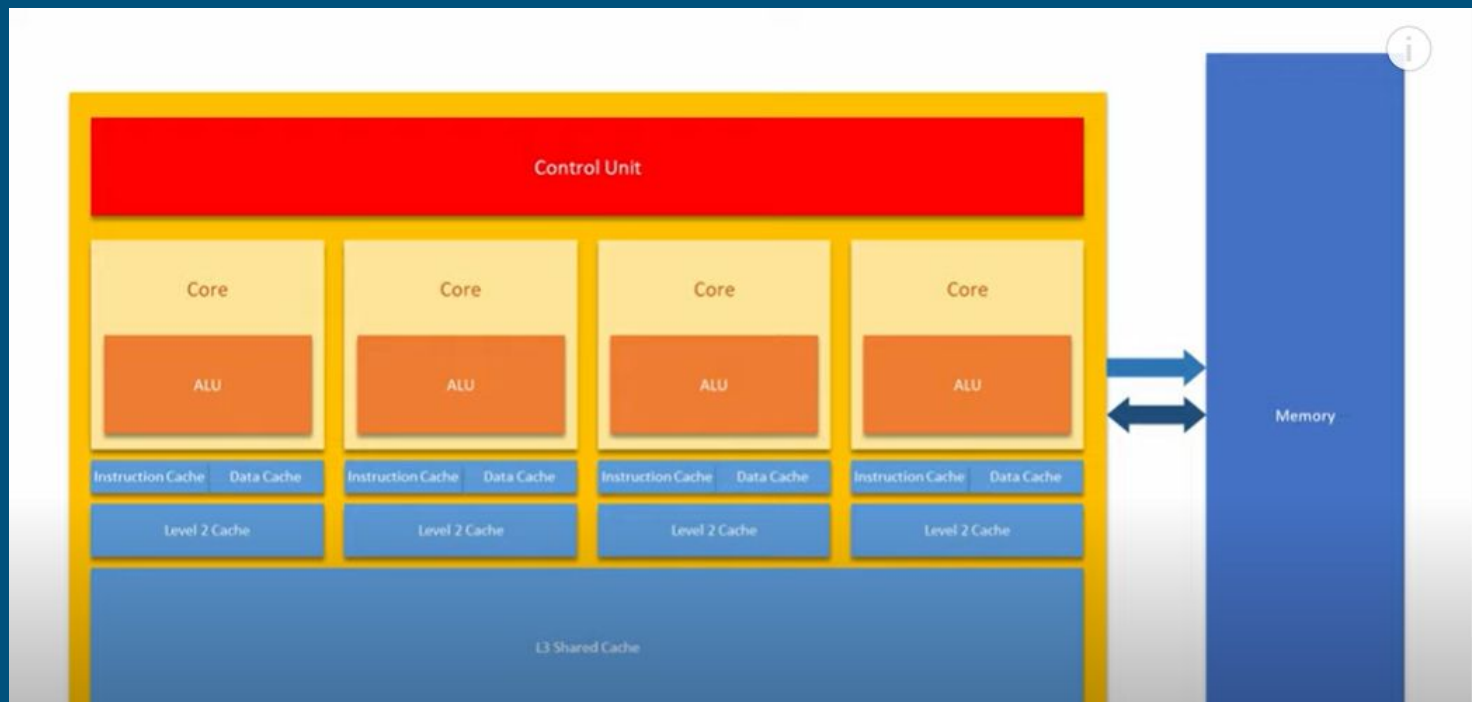 Control Unit
Core Core Core Core
ALU ALU ALU ALU
Memory
Instruction Cache Data Cache Instruction Cache Data Cache Instruction Cache Data Cache Instruction Cache Data Cache
Level 2 Cache Level 2 Cache Level 2 Cache Level 2 Cache
L3 Shared Cache